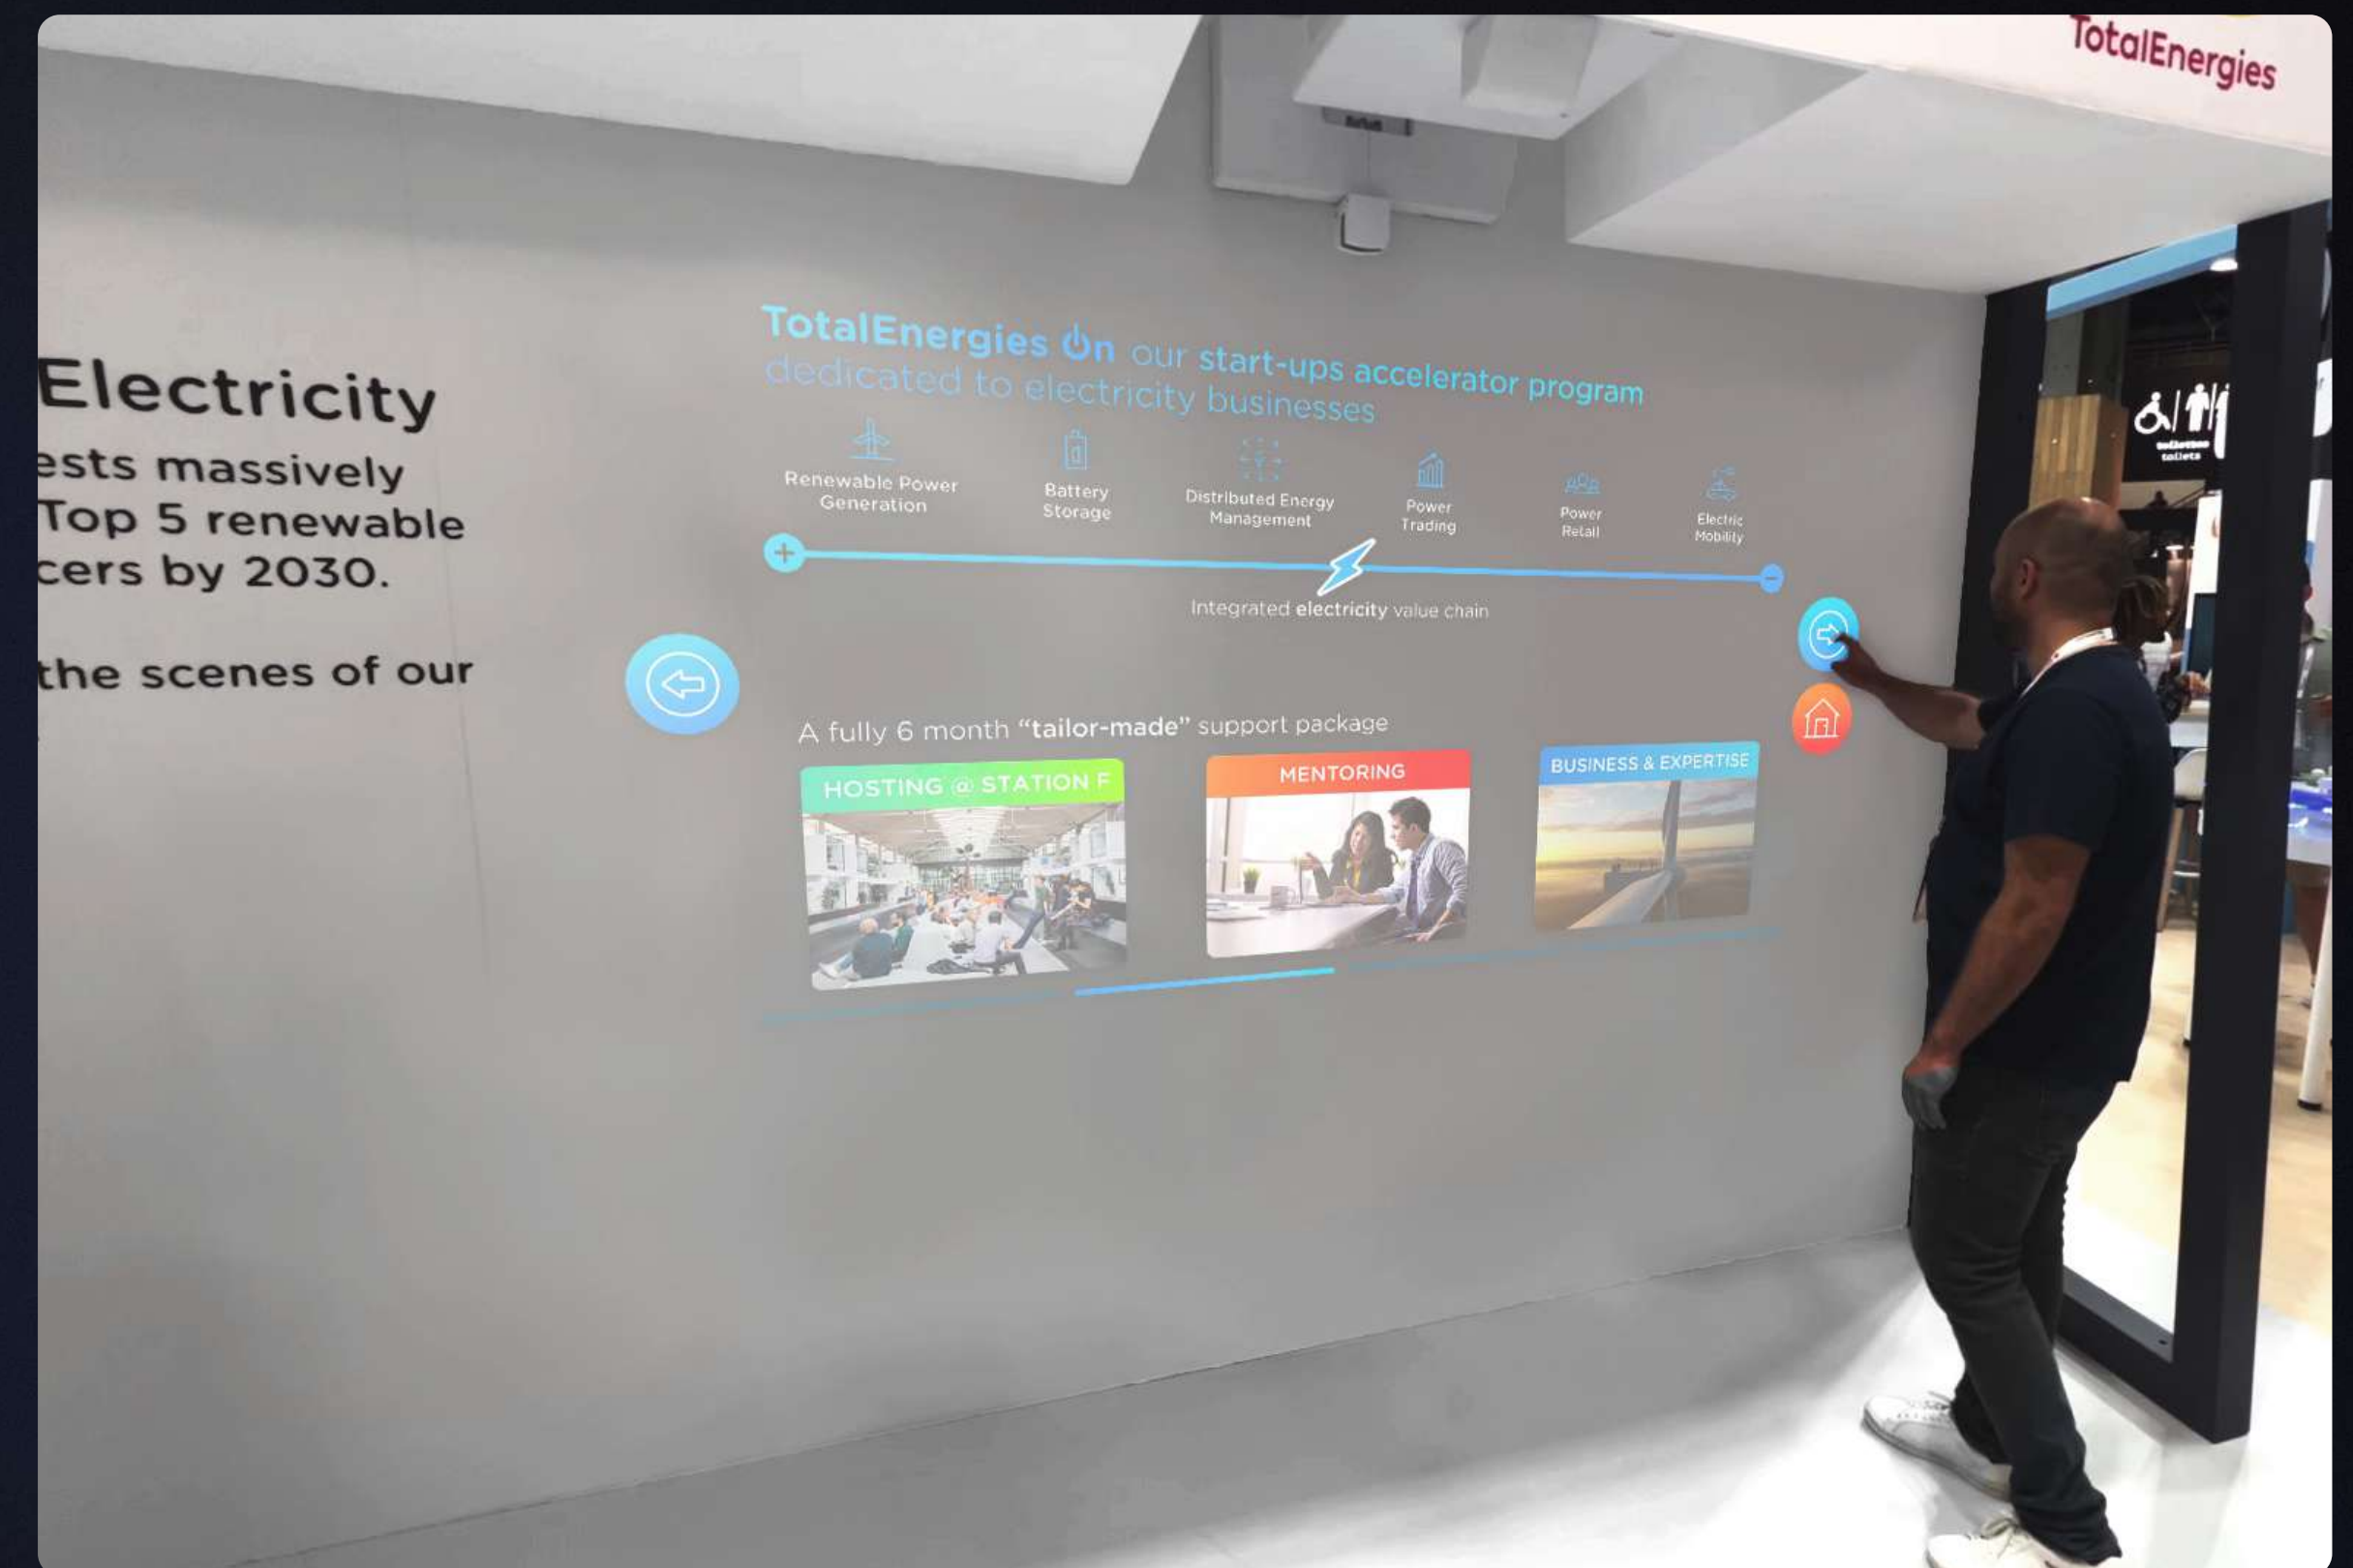 TotalEnergies
Electricity
ests massively
Top 5 renewable
cers by 2030.
the scenes of our
TotalEnergies On our start-ups accelerator program
dedicated to electricity businesses
Renewable Power
Generation
Battery
Storage
Distributed Energy
Management
Power
Trading
Power
Retail
Electric
Mobility
Integrated electricity value chain
A fully 6 month “tailor-made” support package
HOSTING @ STATION F
MENTORING
BUSINESS & EXPERTISE
toilettes
toilets